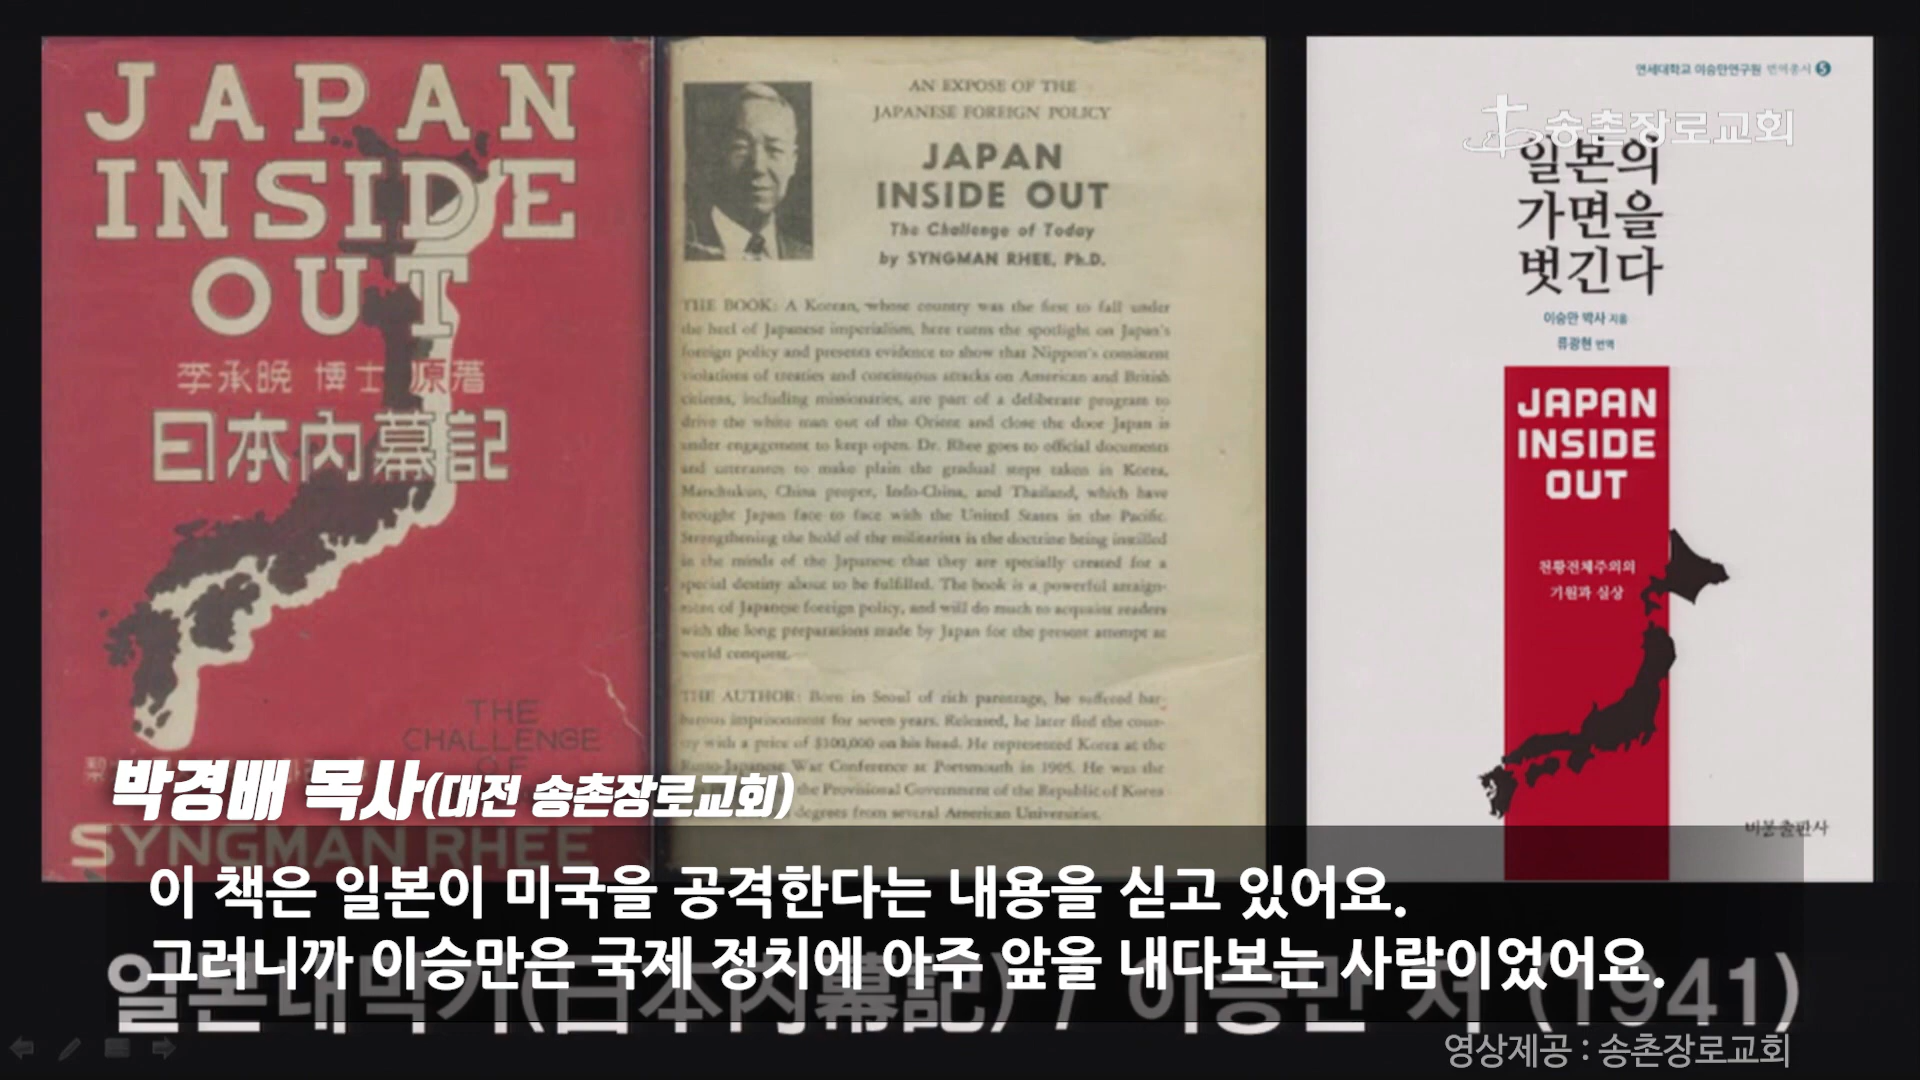 JAPAN
INSIDE
OUT
李承晩 博士 原著
日本內幕記
THE
CHALLENGE
OF
SYNGMAN RHEE
AN EXPOSE OF THE
JAPANESE FOREIGN POLICY
JAPAN
INSIDE OUT
The Challenge of Today
by SYNGMAN RHEE, Ph.D.
THE BOOK: A Korean, whose country was the first to fall under
the heel of Japanese imperialism, here turns the spotlight on Japan's
foreign policy and presents evidence to show that Nippon's consistent
violations of treaties and continuous attacks on American and British
citizens, including missionaries, are part of a deliberate program to
drive the white man out of the Orient and close the door Japan is
under engagement to keep open. Dr. Rhee goes to official documents
and utterances to make plain the gradual steps taken in Korea,
Manchukuo, China proper, Indo-China, and Thailand, which have
brought Japan face to face with the United States in the Pacific.
Strengthening the hold of the militarists is the doctrine being instilled
in the minds of the Japanese that they are specially created for a
special destiny about to be fulfilled. The book is a powerful arraign-
ment of Japanese foreign policy, and will do much to acquaint readers
with the long preparations made by Japan for the present attempt at
world conquest.
THE AUTHOR: Born in Seoul of rich parentage, he suffered bar-
barous imprisonment for seven years. Released, he later fled the coun-
try with a price of $100,000 on his head. He represented Korea at the
Russo-Japanese War Conference at Portsmouth in 1905. He was the
the Provisional Government of the Republic of Korea
degrees from several American Universities.
연세대학교 이승만연구원 번역총서 5
송촌장로교회
일본의
가면을
벗긴다
이승만 박사 지음
류광현 번역
JAPAN
INSIDE
OUT
천황전체주의의
기원과 실상
비봉출판사
박경배 목사(대전 송촌장로교회)
이 책은 일본이 미국을 공격한다는 내용을 싣고 있어요.
그러니까 이승만은 국제 정치에 아주 앞을 내다보는 사람이었어요.
일본내막기(日本內幕記) / 이승만 저 (1941)
영상제공 : 송촌장로교회